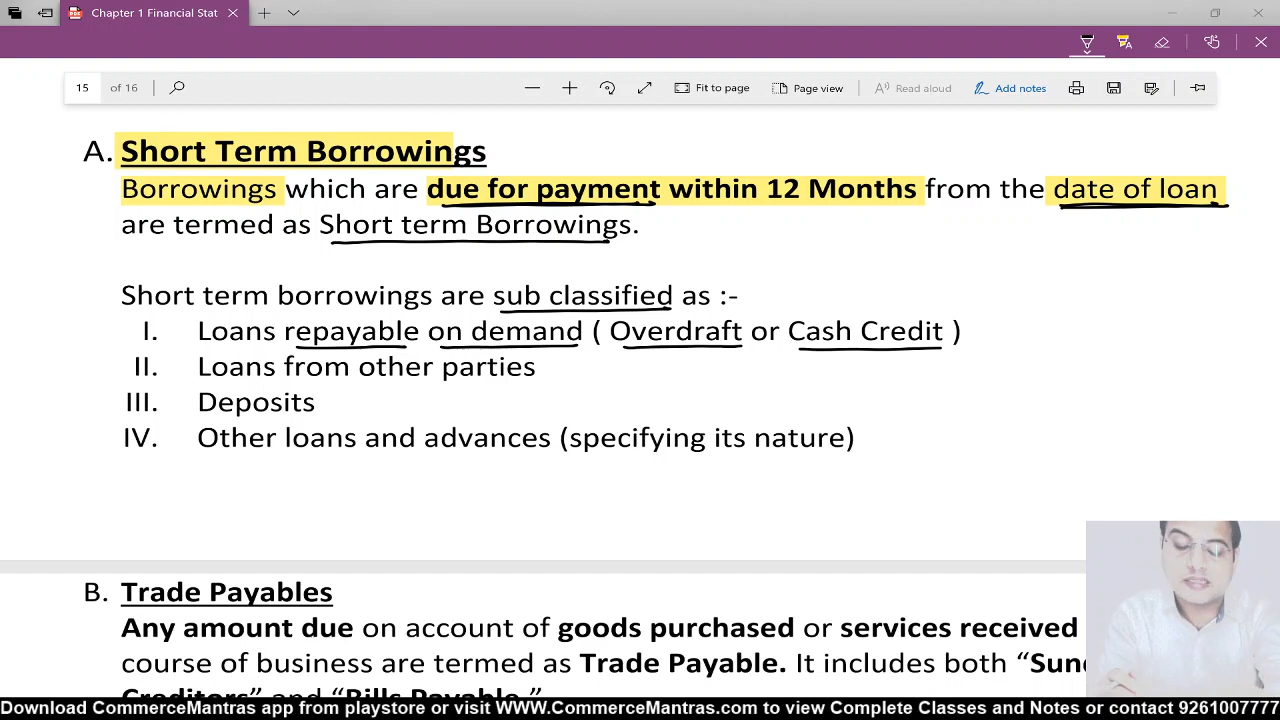 Chapter 1 Financial Stat
15 of 16 Fit to page Page view Read aloud Add notes
A. Short Term Borrowings
Borrowings which are due for payment within 12 Months from the date of loan
are termed as Short term Borrowings.
Short term borrowings are sub classified as :-
I. Loans repayable on demand ( Overdraft or Cash Credit )
II. Loans from other parties
III. Deposits
IV. Other loans and advances (specifying its nature)
B. Trade Payables
Any amount due on account of goods purchased or services received
course of business are termed as Trade Payable. It includes both “Sun
Creditors” and “Bills Payable.”
Download CommerceMantras app from playstore or visit WWW.CommerceMantras.com to view Complete Classes and Notes or contact 9261007777